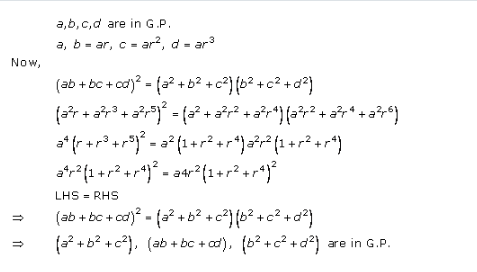 a,b,c,d are in G.P.
a, b = ar, c = ar², d = ar³
Now,
(ab + bc + cd)² = (a² + b² + c²)(b² + c² + d²)
(a²r + a²r³ + a²r⁵)² = (a² + a²r² + a²r⁴)(a²r² + a²r⁴ + a²r⁶)
a⁴(r + r³ + r⁵)² = a²(1 + r² + r⁴)a²r²(1 + r² + r⁴)
a⁴r²(1 + r² + r⁴)² = a4r²(1 + r² + r⁴)²
LHS = RHS
⇒ (ab + bc + cd)² = (a² + b² + c²)(b² + c² + d²)
⇒ (a² + b² + c²), (ab + bc + cd), (b² + c² + d²) are in G.P.